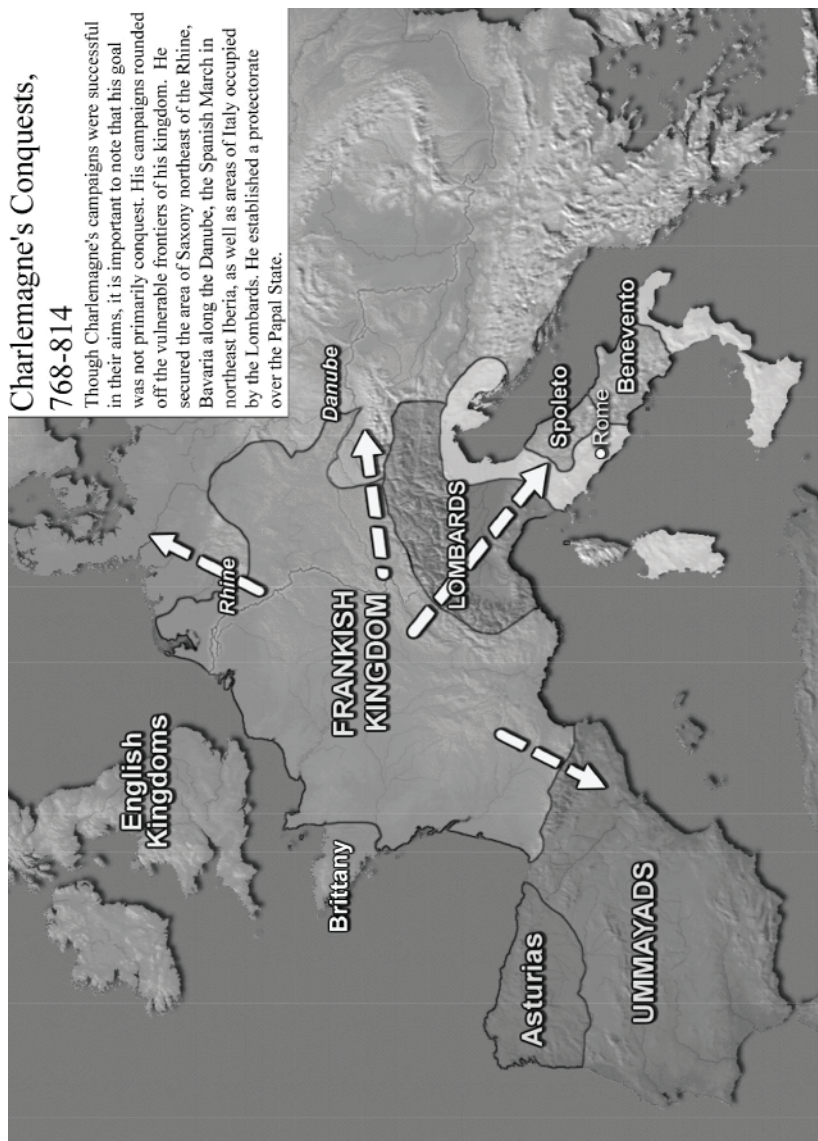 Charlemagne's Conquests,
768-814
Though Charlemagne's campaigns were successful
in their aims, it is important to note that his goal
was not primarily conquest. His campaigns rounded
off the vulnerable frontiers of his kingdom. He
secured the area of Saxony northeast of the Rhine,
Bavaria along the Danube, the Spanish March in
northeast Iberia, as well as areas of Italy occupied
by the Lombards. He established a protectorate
over the Papal State.
English
Kingdoms
Rhine
Danube
Brittany
FRANKISH
KINGDOM
LOMBARDS
Asturias
Spoleto
Rome
Benevento
UMMAYADS